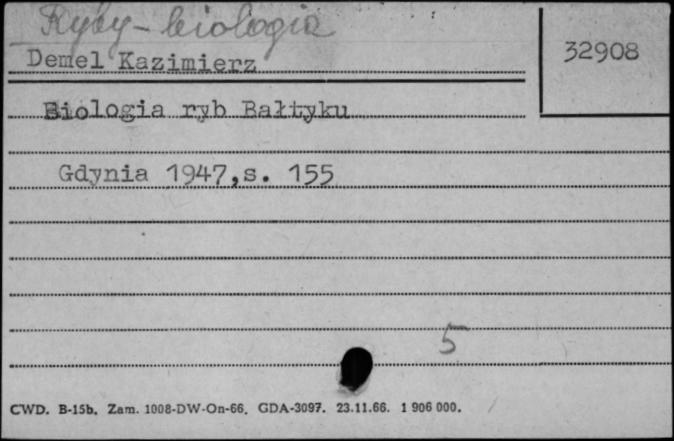 Ryby - biologia
Demel Kazimierz
32908
Biologia ryb Bałtyku
Gdynia 1947,s. 155
5
CWD. B-15b. Zam. 1008-DW-On-66. GDA-3097. 23.11.66. 1 906 000.